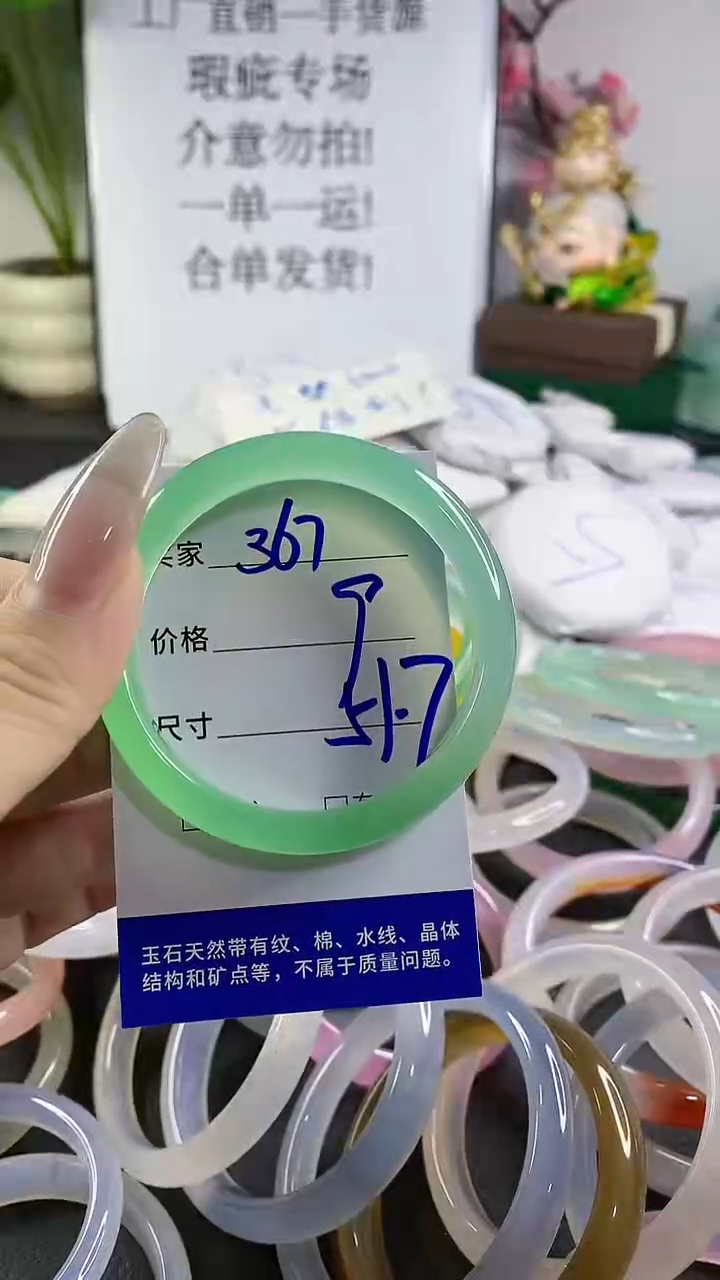 工厂直销一手货源
瑕疵专场
介意勿拍!
一单一运!
合单发货!
家 367
价格
尺寸 51.7
玉石天然带有纹、棉、水线、晶体
结构和矿点等，不属于质量问题。